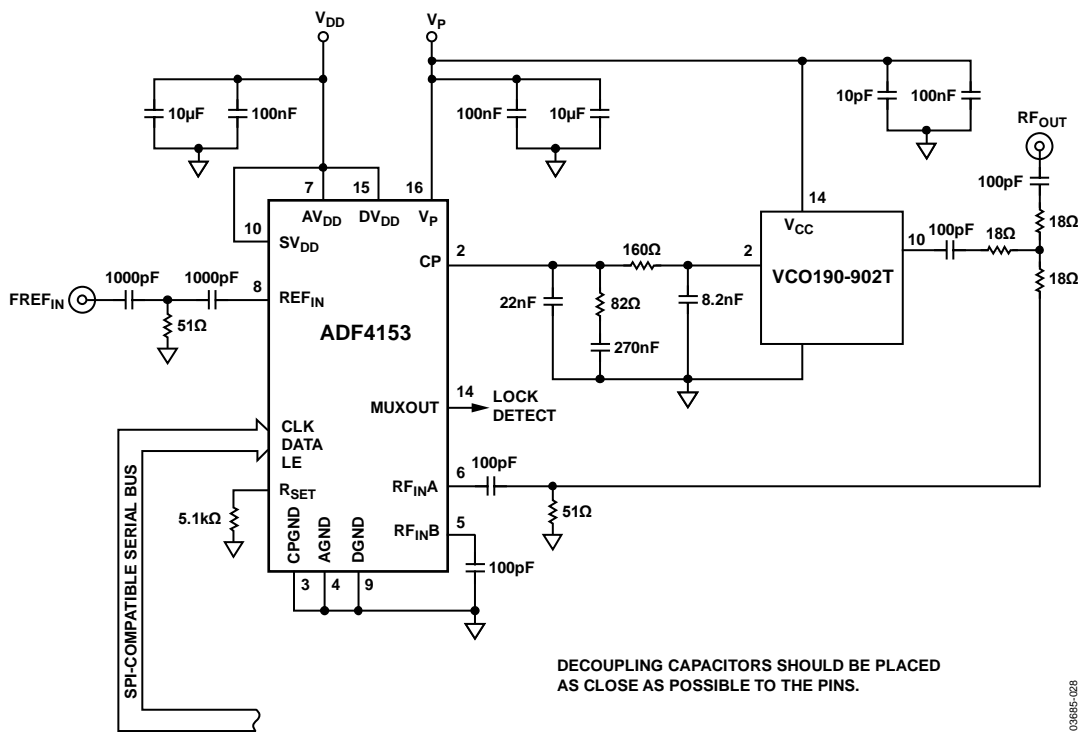 VDD
VP
10µF
100nF
100nF
10µF
10pF
100nF
RFOUT
100pF
18Ω
7
15
16
AVDD
DVDD
VP
10
SVDD
14
VCC
10
100pF
18Ω
18Ω
CP
2
160Ω
2
VCO190-902T
1000pF
1000pF
FREFIN
8
REFIN
51Ω
22nF
82Ω
8.2nF
270nF
ADF4153
MUXOUT
14
LOCK
DETECT
CLK
DATA
LE
100pF
6
RFINA
RSET
51Ω
5.1kΩ
5
RFINB
CPGND
AGND
DGND
100pF
3
4
9
SPI-COMPATIBLE SERIAL BUS
DECOUPLING CAPACITORS SHOULD BE PLACED
AS CLOSE AS POSSIBLE TO THE PINS.
03685-028